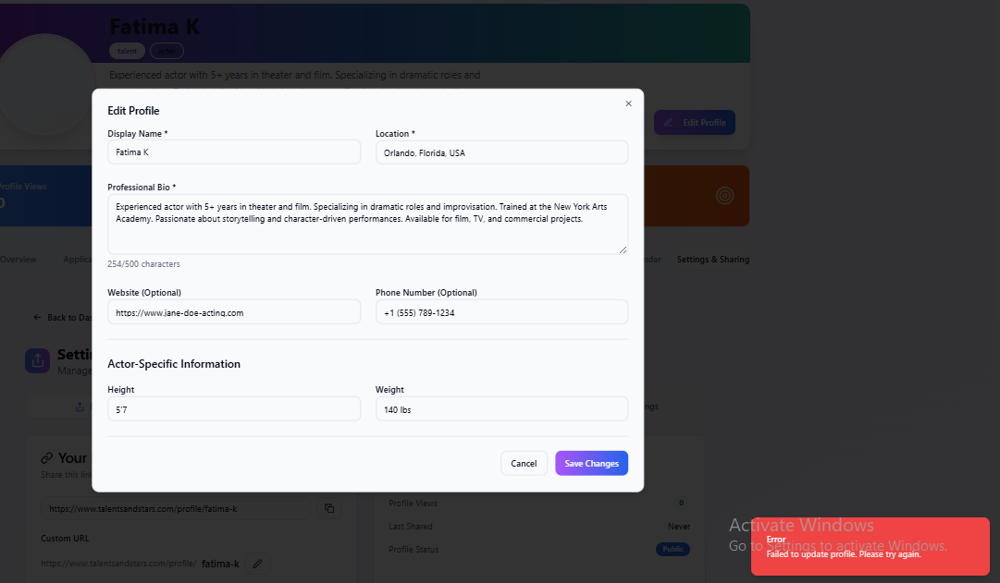 Fatima K
talent
actor
Experienced actor with 5+ years in theater and film. Specializing in dramatic roles and
Edit Profile
Profile Views
0
Overview
Applica
ndar
Settings & Sharing
Back to Das
Settin
Manage
ngs
Your
Share this lin
https://www.talentsandstars.com/profile/fatima-k
Custom URL
https://www.talentsandstars.com/profile/ fatima-k
Profile Views 0
Last Shared Never
Profile Status Public
Edit Profile
Display Name * Location *
Fatima K Orlando, Florida, USA
Professional Bio *
Experienced actor with 5+ years in theater and film. Specializing in dramatic roles and improvisation. Trained at the New York Arts
Academy. Passionate about storytelling and character-driven performances. Available for film, TV, and commercial projects.
254/500 characters
Website (Optional) Phone Number (Optional)
https://www.jane-doe-acting.com +1 (555) 789-1234
Actor-Specific Information
Height Weight
5'7 140 lbs
Cancel Save Changes
Activate Windows
Go to Settings to activate Windows.
Error
Failed to update profile. Please try again.